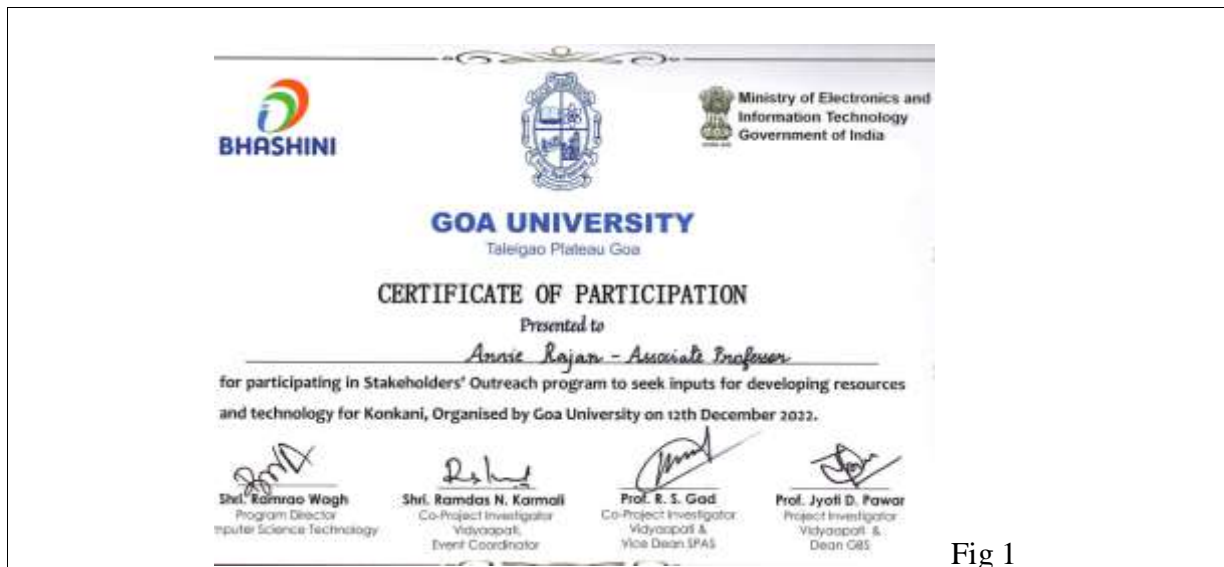 BHASHINI
Ministry of Electronics and
Information Technology
Government of India
GOA UNIVERSITY
Taleigao Plateau Goa
CERTIFICATE OF PARTICIPATION
Presented to
Annie Rajan - Associate Professor
for participating in Stakeholders' Outreach program to seek inputs for developing resources
and technology for Konkani, Organised by Goa University on 12th December 2022.
Shri. Ramrao Wagh
Program Director
mputer Science Technology
Shri. Ramdas N. Karmali
Co-Project Investigator
Vidyaapati,
Event Coordinator
Prof. R. S. Gad
Co-Project Investigator
Vidyaapati &
Vice Dean SPAS
Prof. Jyoti D. Pawar
Project Investigator
Vidyaapati &
Dean GBS
Fig 1